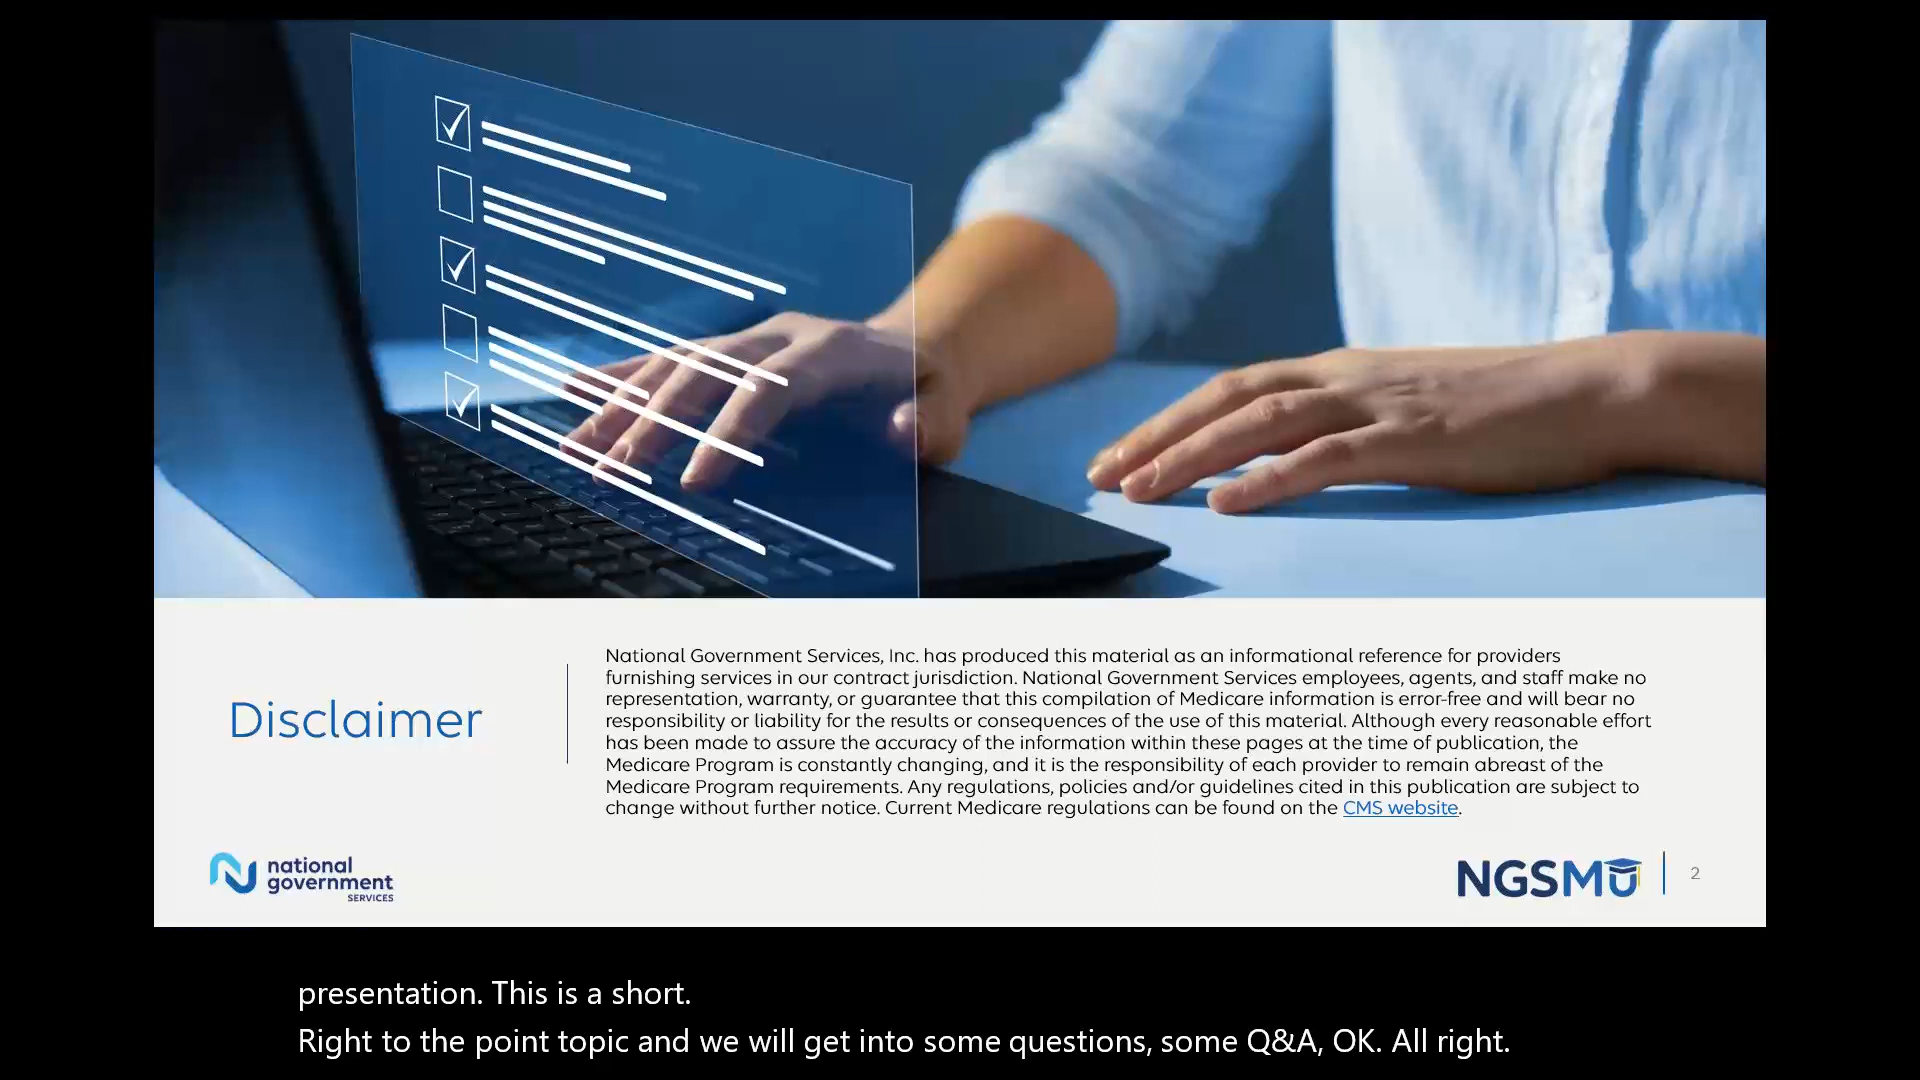 Disclaimer
National Government Services, Inc. has produced this material as an informational reference for providers
furnishing services in our contract jurisdiction. National Government Services employees, agents, and staff make no
representation, warranty, or guarantee that this compilation of Medicare information is error-free and will bear no
responsibility or liability for the results or consequences of the use of this material. Although every reasonable effort
has been made to assure the accuracy of the information within these pages at the time of publication, the
Medicare Program is constantly changing, and it is the responsibility of each provider to remain abreast of the
Medicare Program requirements. Any regulations, policies and/or guidelines cited in this publication are subject to
change without further notice. Current Medicare regulations can be found on the CMS website.
national
government
SERVICES
NGSMU
2
presentation. This is a short.
Right to the point topic and we will get into some questions, some Q&A, OK. All right.